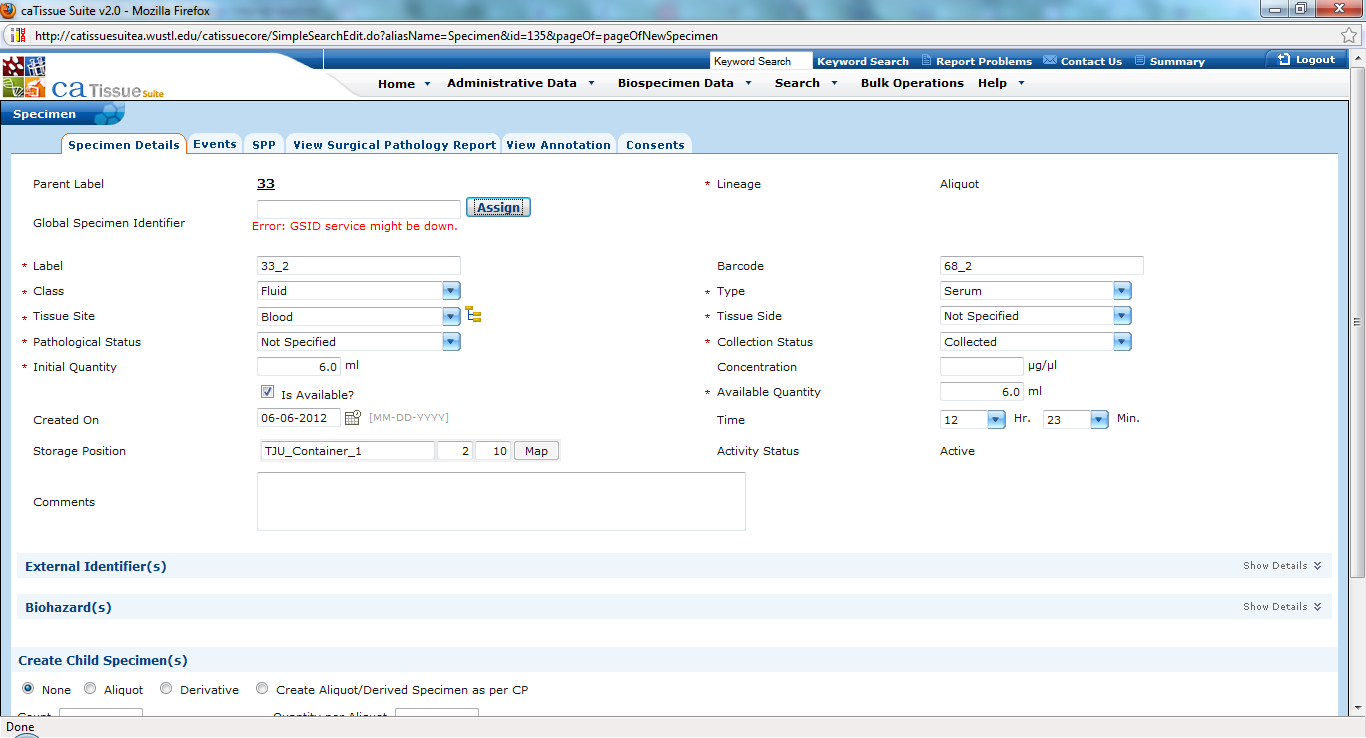 caTissue Suite v2.0 - Mozilla Firefox
http://catissuesuitea.wustl.edu/catissuecore/SimpleSearchEdit.do?aliasName=Specimen&id=135&pageOf=pageOfNewSpecimen
Keyword Search Keyword Search Report Problems Contact Us Summary Logout
ca Tissue Suite
Home Administrative Data Biospecimen Data Search Bulk Operations Help
Specimen
Specimen Details Events SPP View Surgical Pathology Report View Annotation Consents
Parent Label 33 * Lineage Aliquot
Global Specimen Identifier Assign
Error: GSID service might be down.
* Label 33_2 Barcode 68_2
* Class Fluid * Type Serum
* Tissue Site Blood * Tissue Side Not Specified
* Pathological Status Not Specified * Collection Status Collected
* Initial Quantity 6.0 ml Concentration µg/µl
Is Available? * Available Quantity 6.0 ml
Created On 06-06-2012 [MM-DD-YYYY] Time 12 Hr. 23 Min.
Storage Position TJU_Container_1 2 10 Map Activity Status Active
Comments
External Identifier(s) Show Details
Biohazard(s) Show Details
Create Child Specimen(s)
None Aliquot Derivative Create Aliquot/Derived Specimen as per CP
Count Quantity per Aliquot
Done